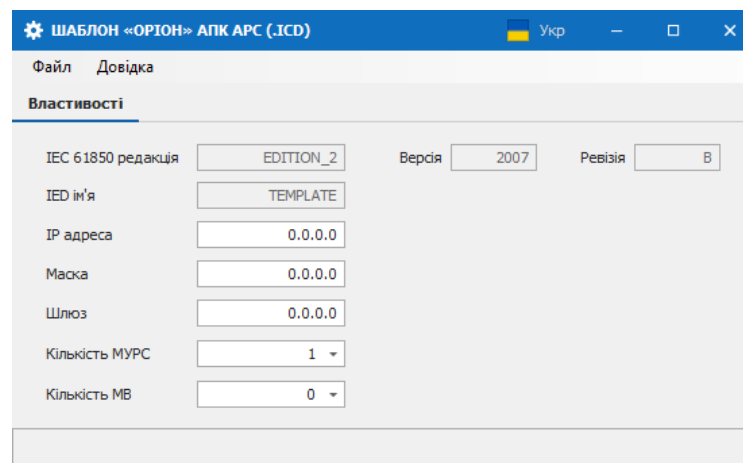 ШАБЛОН «ОРІОН» АПК АРС (.ICD) Укр
Файл Довідка
Властивості
IEC 61850 редакція EDITION_2 Версія 2007 Ревізія B
IED ім'я TEMPLATE
IP адреса 0.0.0.0
Маска 0.0.0.0
Шлюз 0.0.0.0
Кількість МУРС 1
Кількість МВ 0